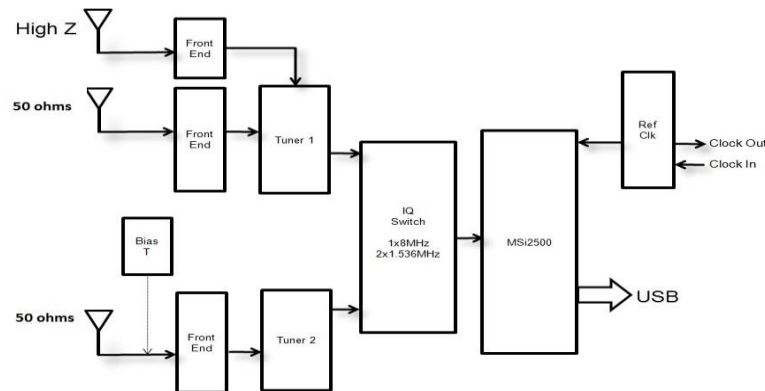 High Z
Front
End
50 ohms
Front
End
Tuner 1
Ref
Clk
Clock Out
Clock In
IQ
Switch
1x8MHz
2x1.536MHz
MSi2500
Bias
T
USB
50 ohms
Front
End
Tuner 2